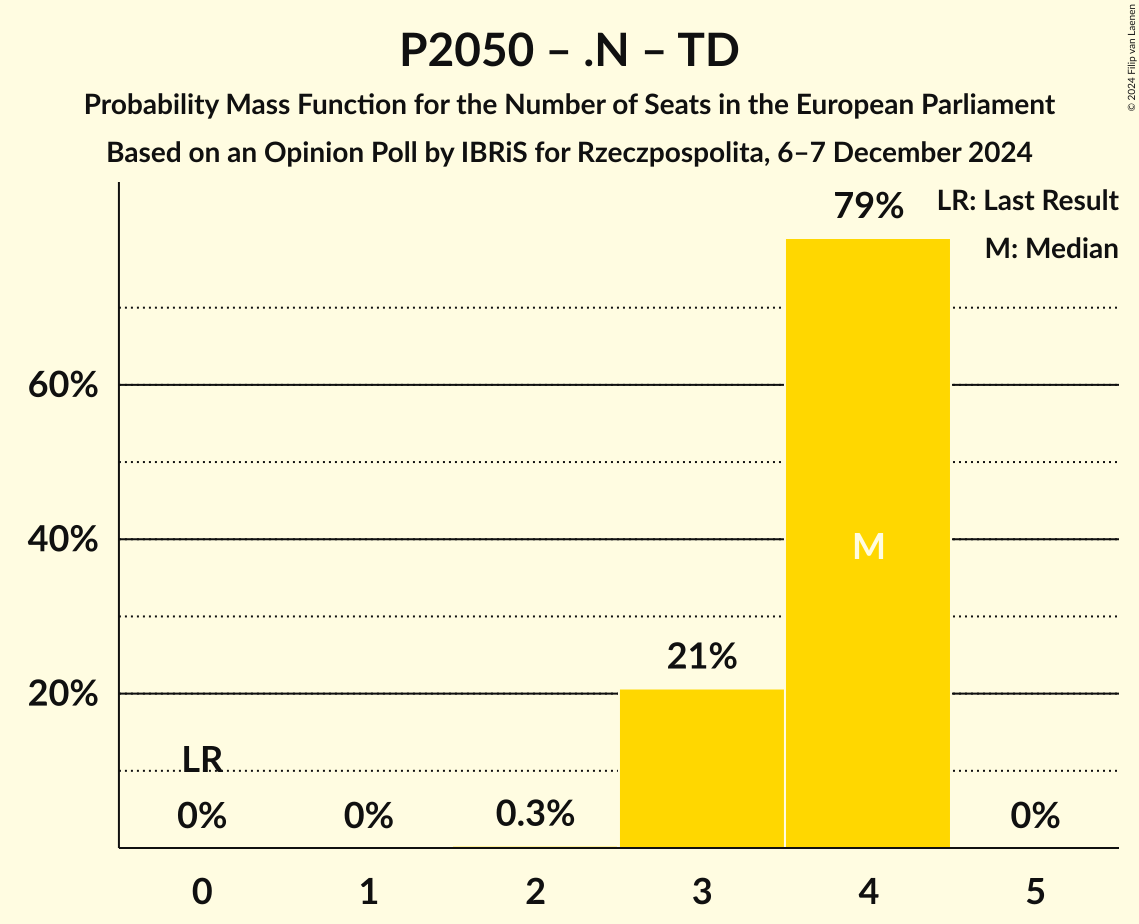 P2050 – .N – TD
Probability Mass Function for the Number of Seats in the European Parliament
Based on an Opinion Poll by IBRiS for Rzeczpospolita, 6–7 December 2024
© 2024 Filip van Laenen
LR: Last Result
M: Median
79%
60%
40%
M
21%
20%
LR
0%
0%
0.3%
0%
0
1
2
3
4
5